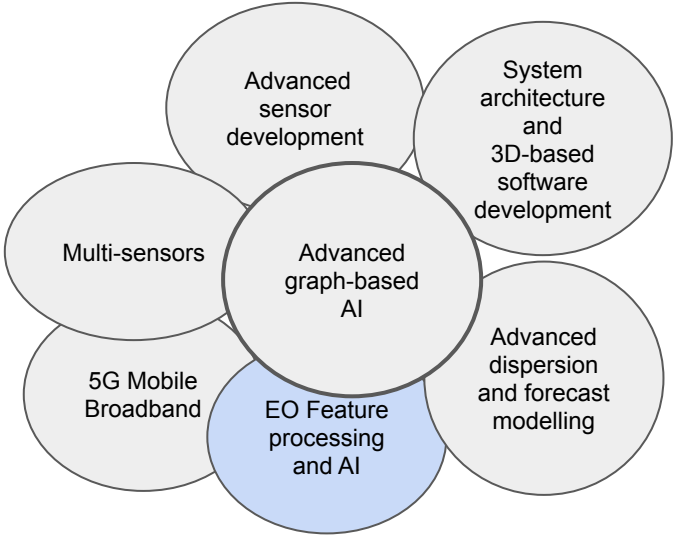 Advanced
sensor
development
System
architecture
and
3D-based
software
development
Multi-sensors
Advanced
graph-based
AI
Advanced
dispersion
and forecast
modelling
5G Mobile
Broadband
EO Feature
processing
and AI